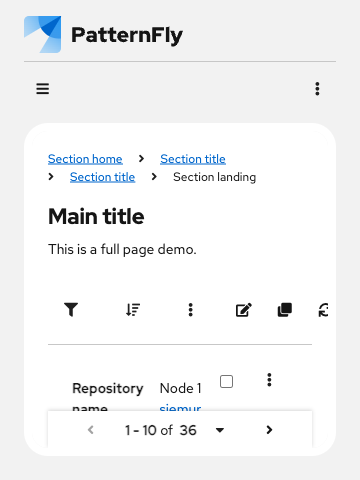 PatternFly
Section home > Section title
> Section title > Section landing
Main title
This is a full page demo.
Repository Node 1
name siemur
1 - 10 of 36